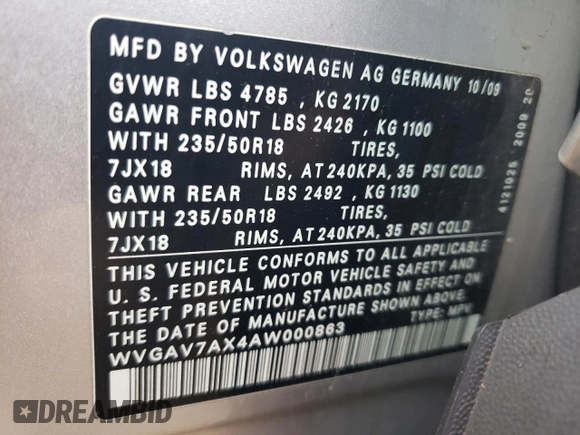 MFD BY VOLKSWAGEN AG GERMANY 10/09
GVWR LBS 4785 , KG 2170
GAWR FRONT LBS 2426 , KG 1100
WITH 235/50R18 TIRES,
7JX18 RIMS, AT 240KPA, 35 PSI COLD
GAWR REAR LBS 2492 , KG 1130
WITH 235/50R18 TIRES,
7JX18 RIMS, AT 240KPA, 35 PSI COLD
THIS VEHICLE CONFORMS TO ALL APPLICABLE
U. S. FEDERAL MOTOR VEHICLE SAFETY AND
THEFT PREVENTION STANDARDS IN EFFECT ON
THE DATE OF MANUFACTURE SHOWN ABOVE.
WVGAV7AX4AW000863 TYPE: MPV
4121025 2009 20
DREAMBID